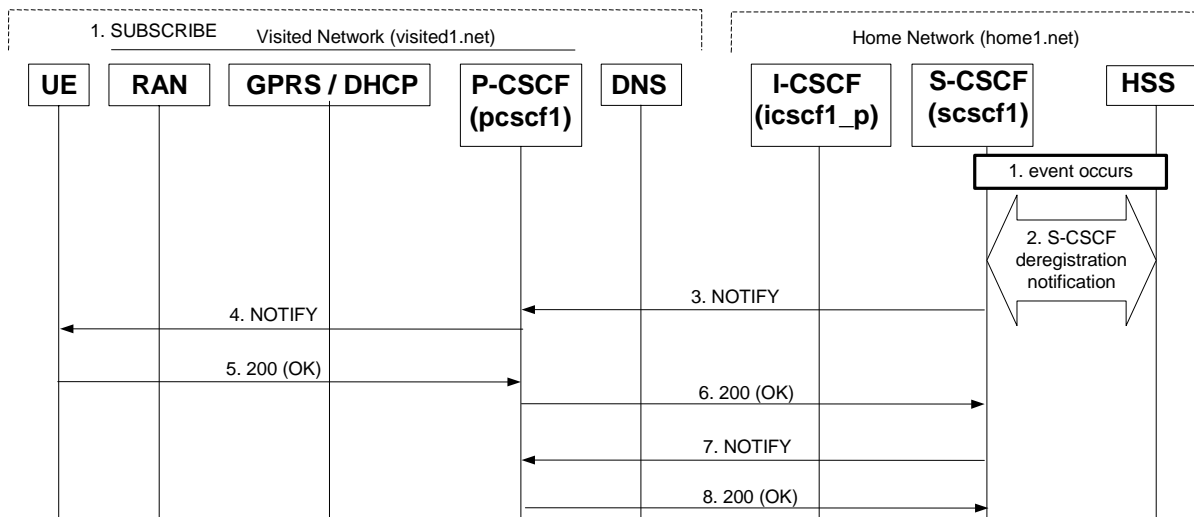 1. SUBSCRIBE
Visited Network (visited1.net)
Home Network (home1.net)
UE
RAN
GPRS / DHCP
P-CSCF
(pcscf1)
DNS
I-CSCF
(icscf1_p)
S-CSCF
(scscf1)
HSS
1. event occurs
2. S-CSCF
deregistration
notification
3. NOTIFY
4. NOTIFY
5. 200 (OK)
6. 200 (OK)
7. NOTIFY
8. 200 (OK)